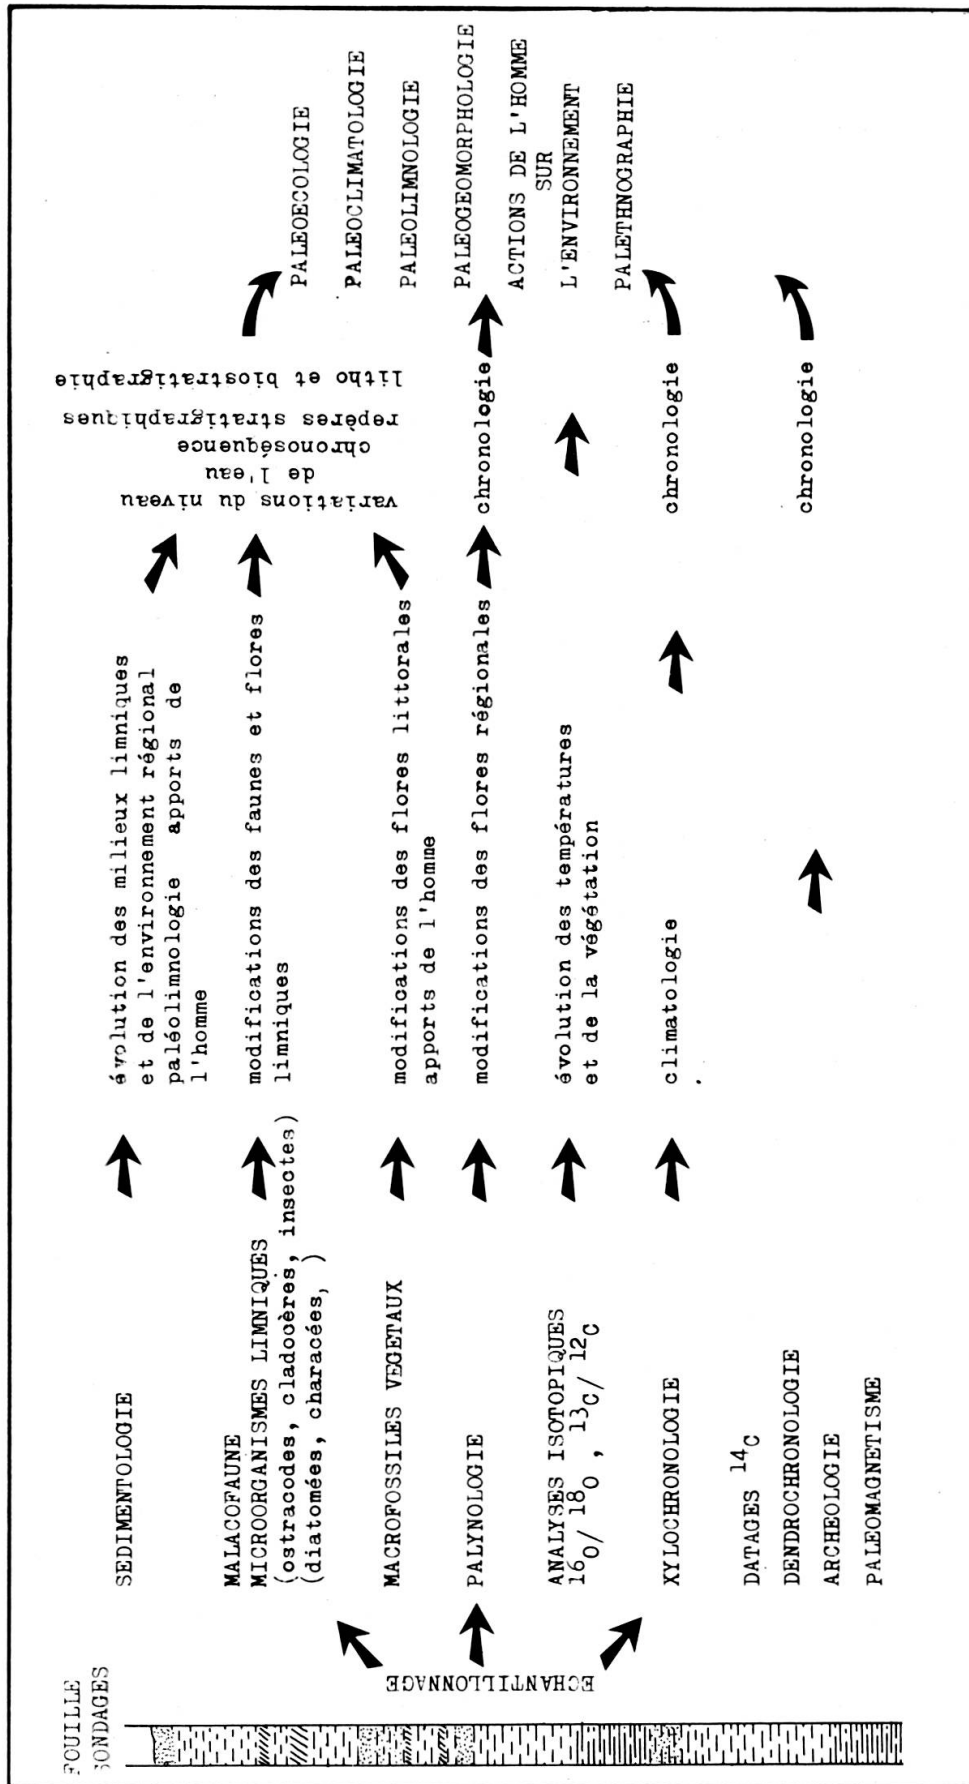 FOUILLE
SONDAGES
ECHANTILLONNAGE
SEDIMENTOLOGIE
MALACOFAUNE
MICROORGANISMES LIMNIQUES
(ostracodes, cladocères, insectes)
(diatomées, characées, )
MACROFOSSILES VEGETAUX
PALYNOLOGIE
ANALYSES ISOTOPIQUES
16O/ 18O , 13C/ 12C
XYLOCHRONOLOGIE
DATAGES 14C
DENDROCHRONOLOGIE
ARCHEOLOGIE
PALEOMAGNETISME
évolution des milieux limniques
et de l'environnement régional
paléolimnologie apports de
l'homme
modifications des faunes et flores
limniques
modifications des flores littorales
apports de l'homme
modifications des flores régionales
évolution des températures
et de la végétation
climatologie
variations du niveau
de l'eau
chronoséquence
repères stratigraphiques
litho et biostratigraphie
chronologie
chronologie
chronologie
PALEOECOLOGIE
PALEOCLIMATOLOGIE
PALEOLIMNOLOGIE
PALEOGEOMORPHOLOGIE
ACTIONS DE L'HOMME
SUR
L'ENVIRONNEMENT
PALETHNOGRAPHIE